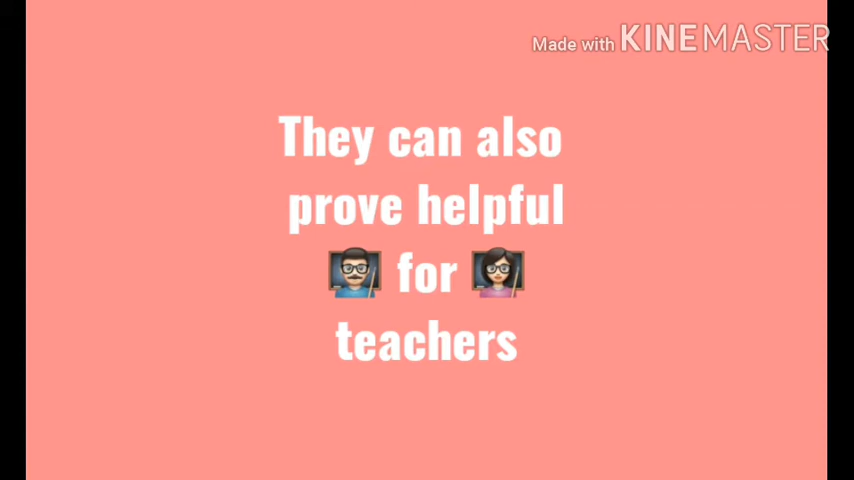 Made with KINEMASTER
They can also
prove helpful
👨🏻‍🏫 for 👩🏻‍🏫
teachers